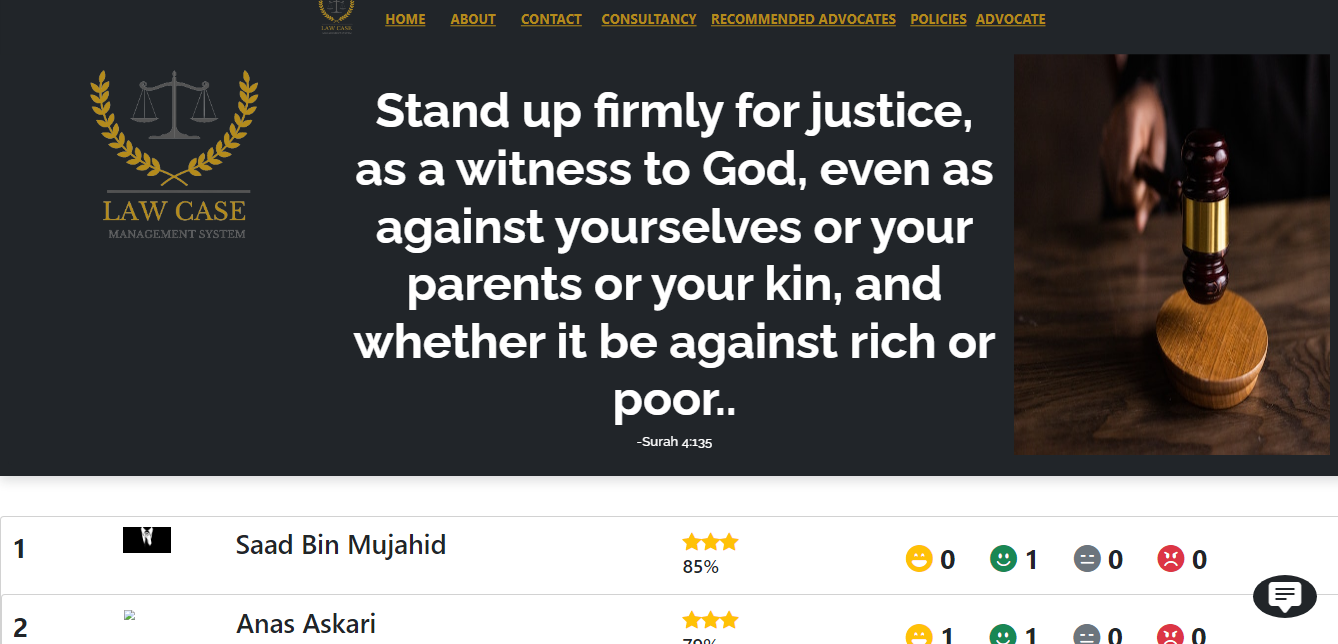 LAW CASE
HOME ABOUT CONTACT CONSULTANCY RECOMMENDED ADVOCATES POLICIES ADVOCATE
LAW CASE
MANAGEMENT SYSTEM
Stand up firmly for justice,
as a witness to God, even as
against yourselves or your
parents or your kin, and
whether it be against rich or
poor..
-Surah 4:135
1 Saad Bin Mujahid 0 1 0 0
85%
2 Anas Askari 1 1 0 0
79%